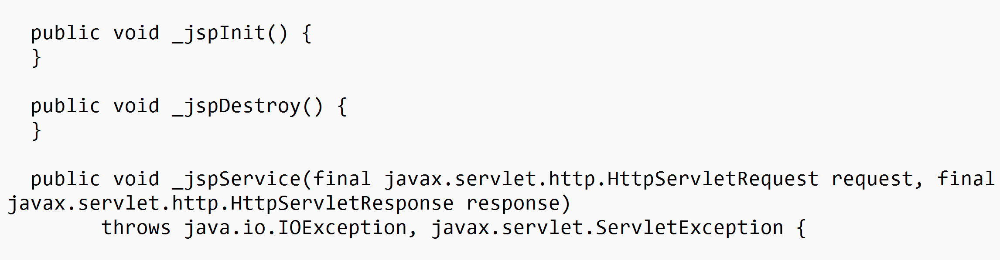 public void _jspInit() {
}
public void _jspDestroy() {
}
public void _jspService(final javax.servlet.http.HttpServletRequest request, final
javax.servlet.http.HttpServletResponse response)
throws java.io.IOException, javax.servlet.ServletException {